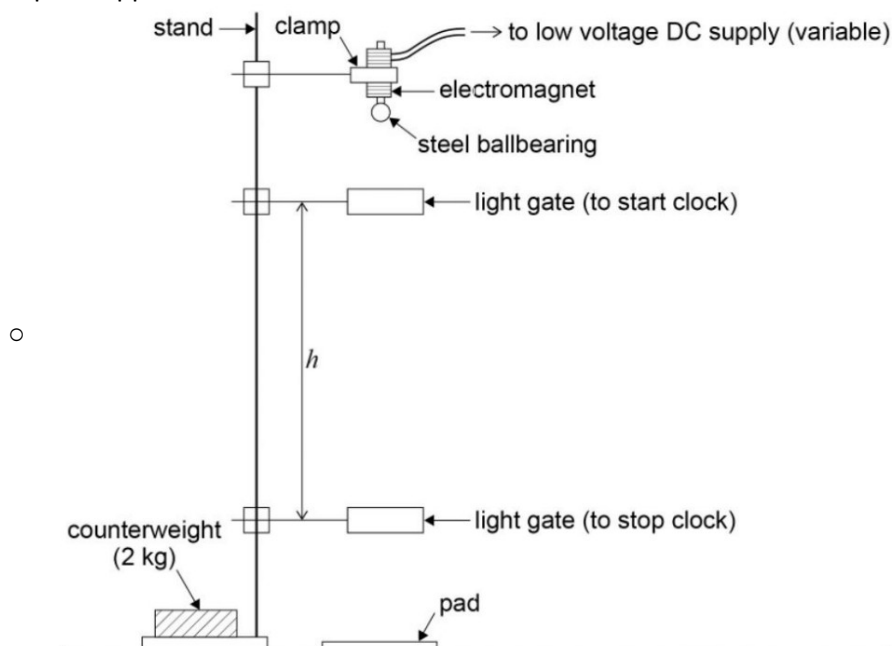 stand
clamp
to low voltage DC supply (variable)
electromagnet
steel ballbearing
light gate (to start clock)
h
light gate (to stop clock)
counterweight
(2 kg)
pad